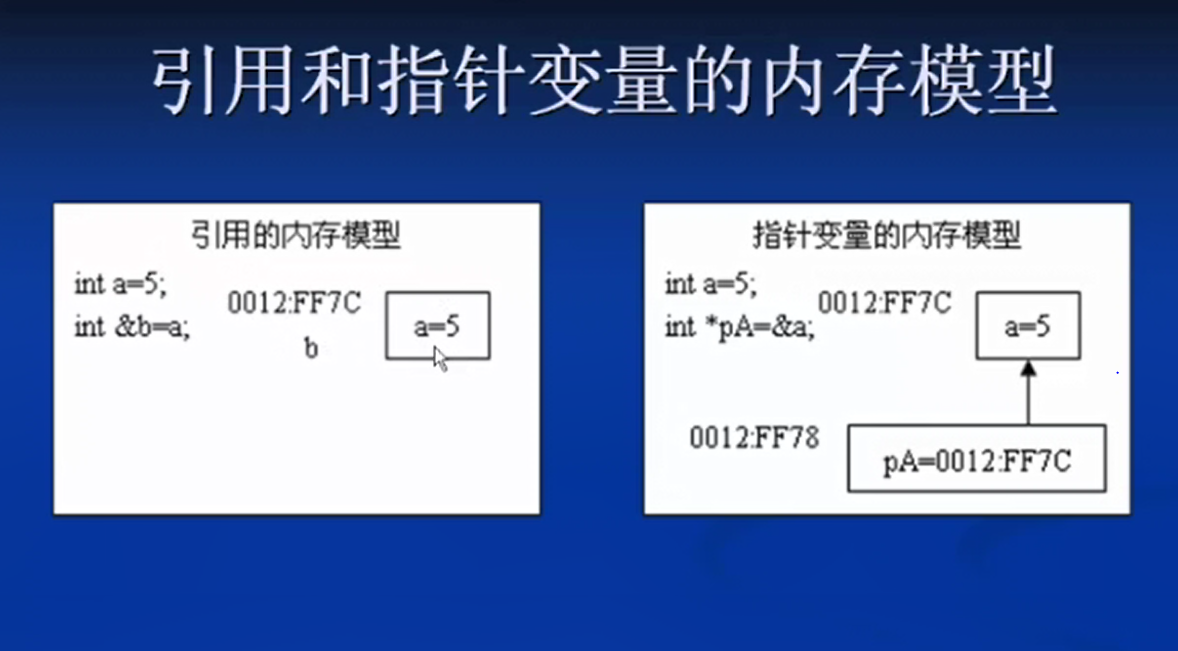 引用和指针变量的内存模型
引用的内存模型
int a=5;
int &b=a;
0012:FF7C
b
a=5
指针变量的内存模型
int a=5;
int *pA=&a;
0012:FF7C
a=5
0012:FF78
pA=0012:FF7C